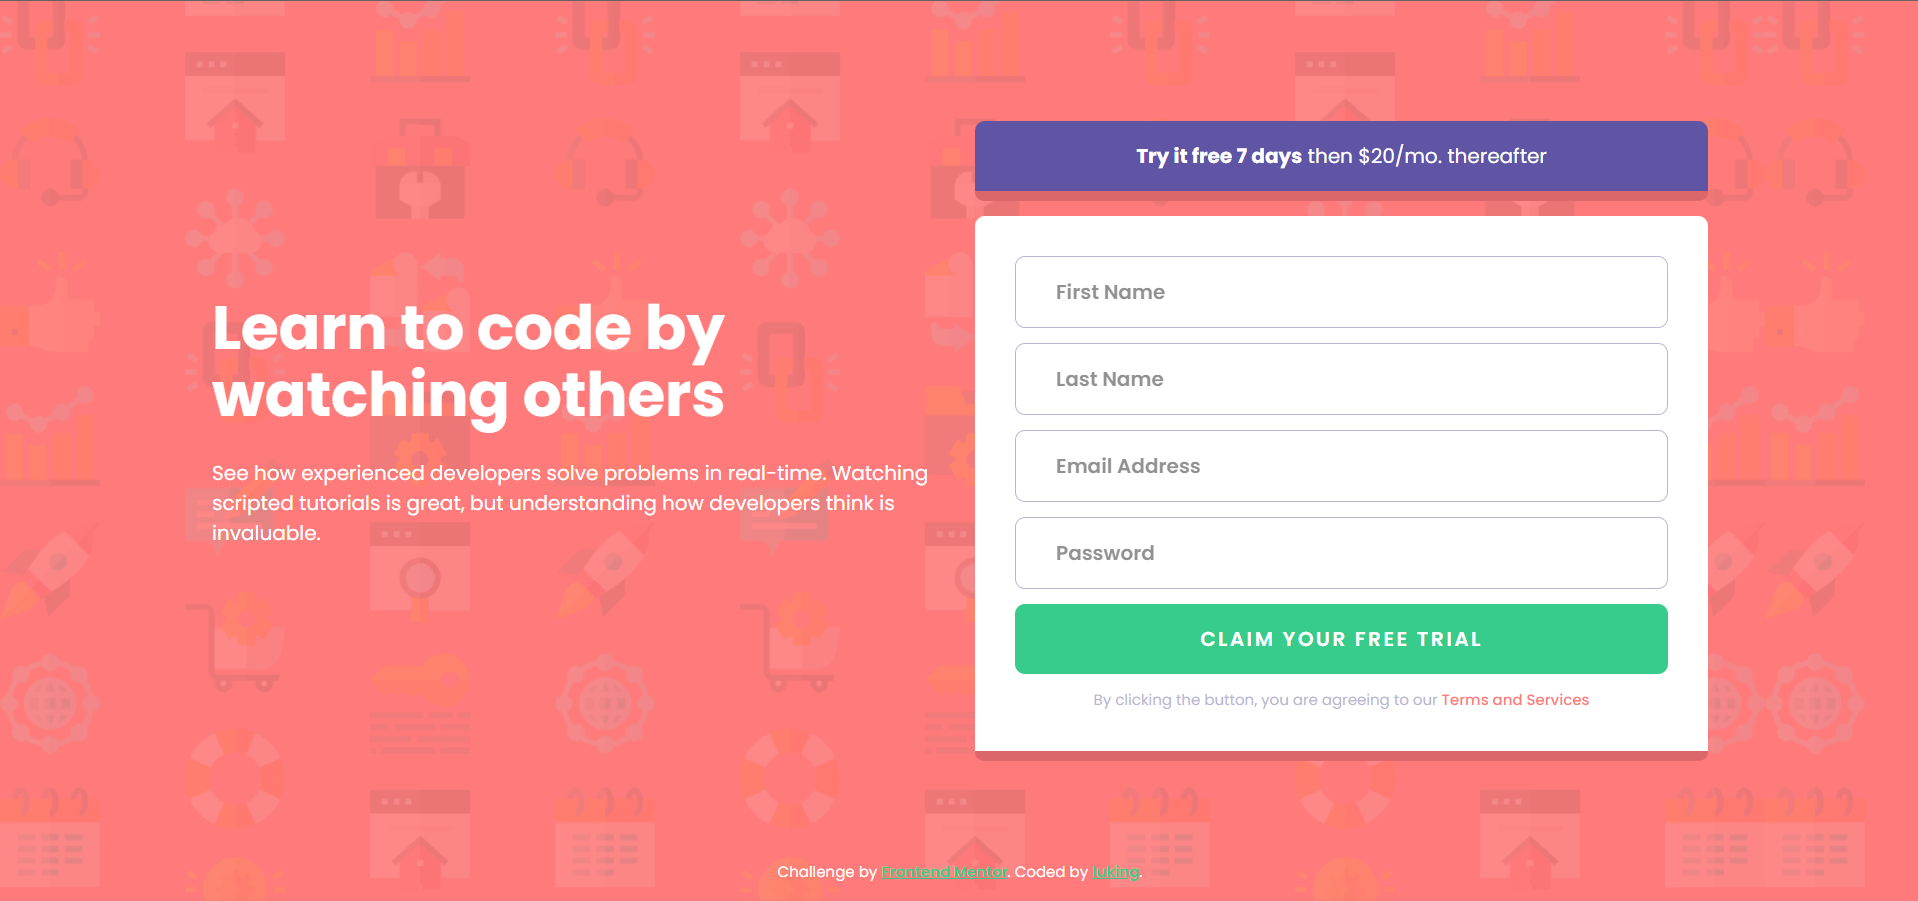 Learn to code by
watching others
See how experienced developers solve problems in real-time. Watching
scripted tutorials is great, but understanding how developers think is
invaluable.
Try it free 7 days then $20/mo. thereafter
First Name
Last Name
Email Address
Password
CLAIM YOUR FREE TRIAL
By clicking the button, you are agreeing to our Terms and Services
Challenge by Frontend Mentor. Coded by luking.